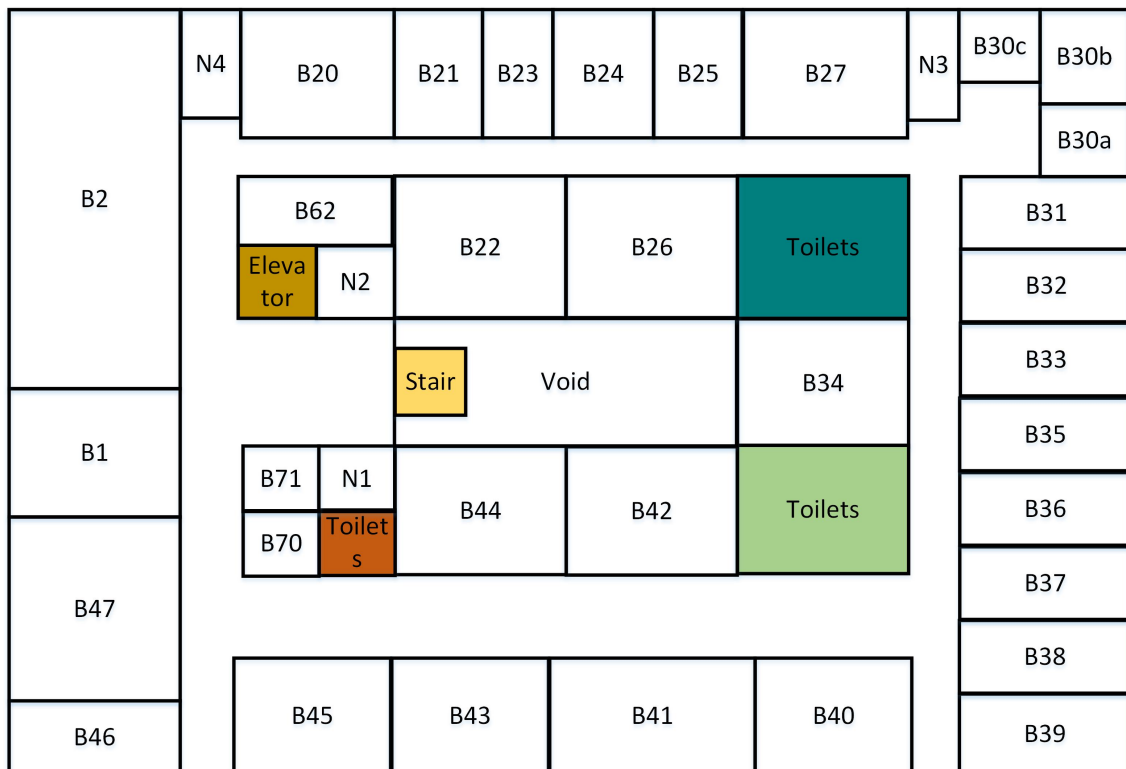 N4
B20
B21
B23
B24
B25
B27
N3
B30c
B30b
B30a
B2
B62
B22
B26
Toilets
B31
Eleva
tor
N2
B32
Stair
Void
B34
B33
B1
B35
B71
N1
B44
B42
Toilets
B36
B70
Toilet
s
B37
B47
B38
B45
B43
B41
B40
B46
B39